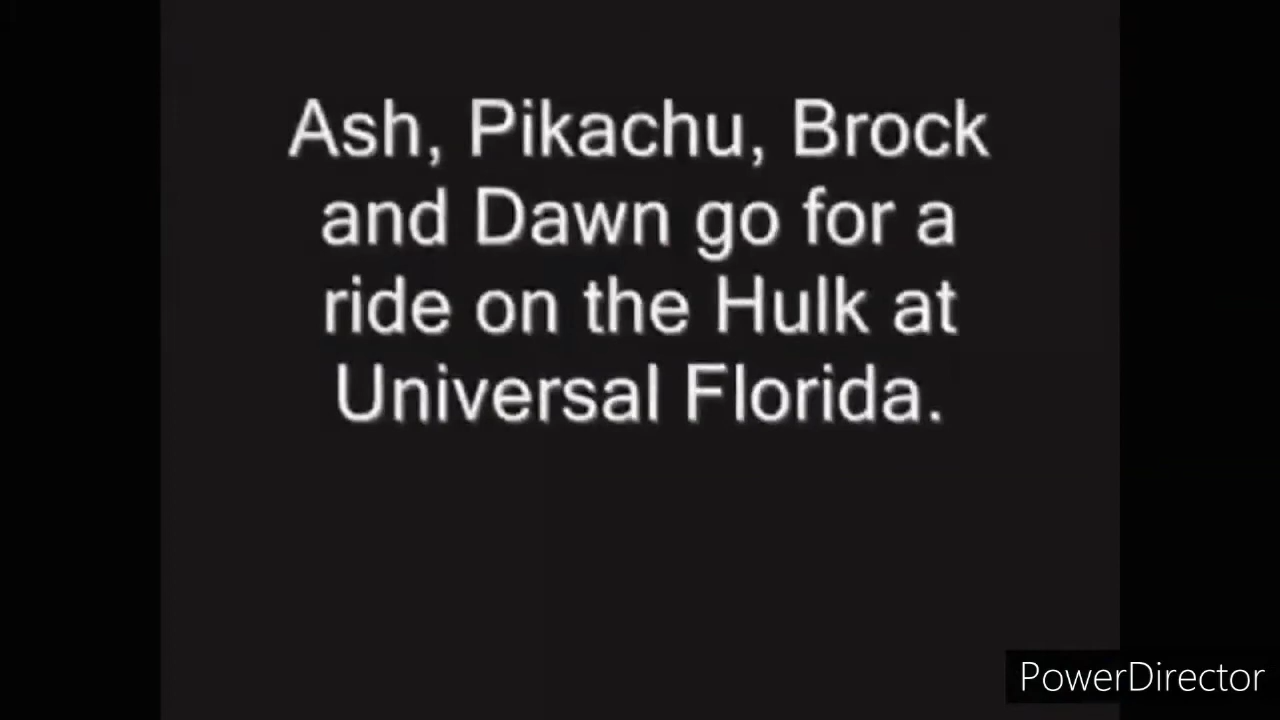 Ash, Pikachu, Brock
and Dawn go for a
ride on the Hulk at
Universal Florida.
PowerDirector